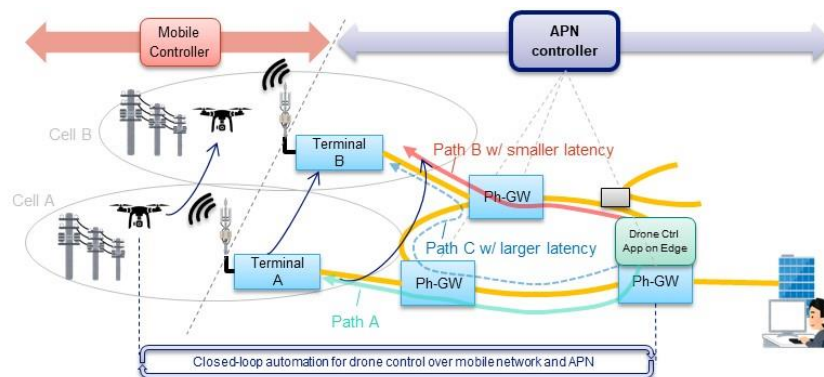 Mobile
Controller
APN
controller
Cell B
Terminal
B
Path B w/ smaller latency
Ph-GW
Cell A
Drone Ctrl
App on Edge
Path C w/ larger latency
Terminal
A
Ph-GW
Ph-GW
Path A
Closed-loop automation for drone control over mobile network and APN